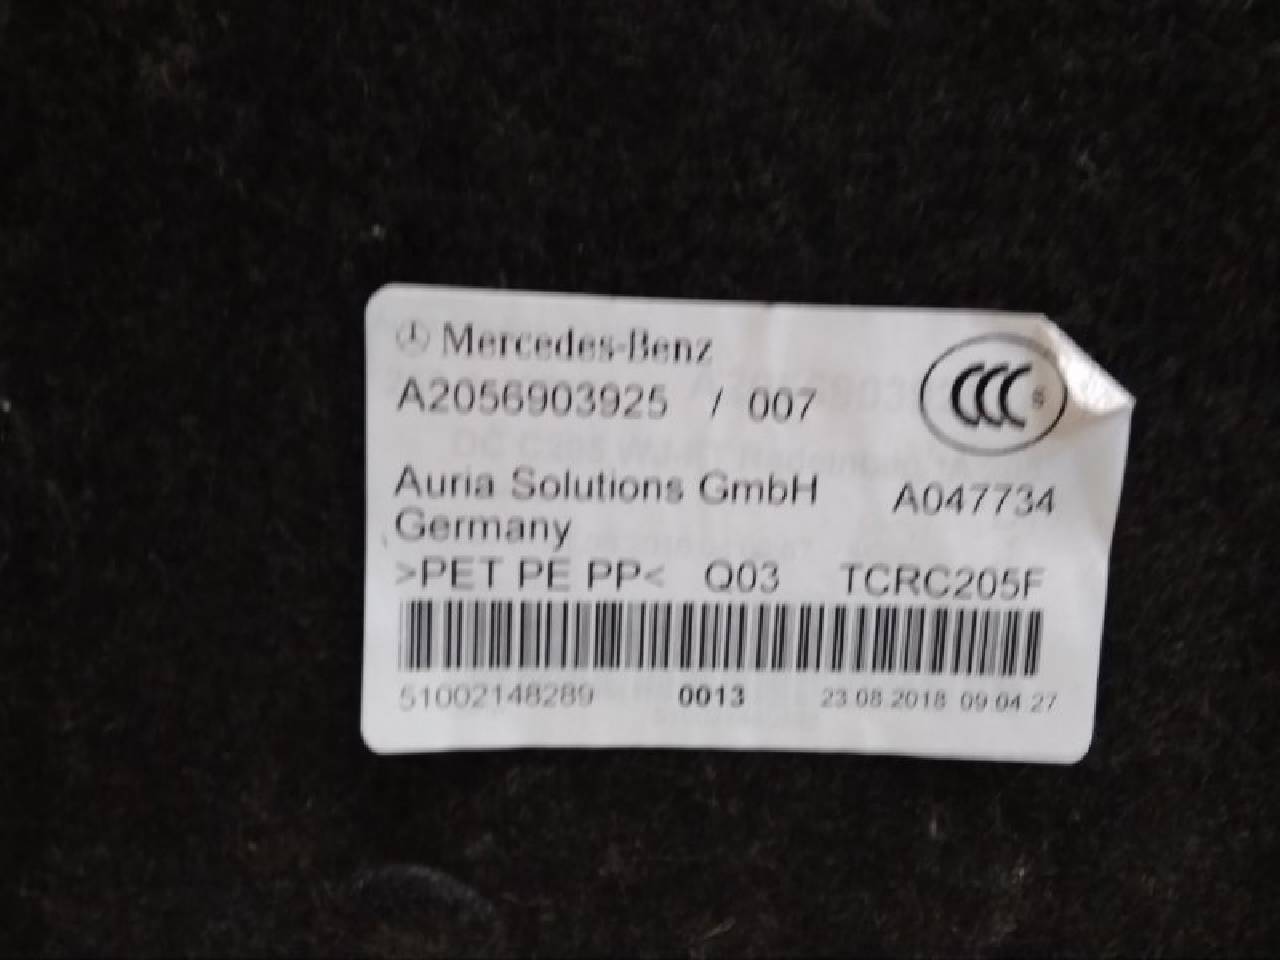 Mercedes-Benz
A2056903925 / 007
CCC S
Auria Solutions GmbH A047734
Germany
>PET PE PP< Q03 TCRC205F
51002148289 0013 23.08.2018 09:04:27